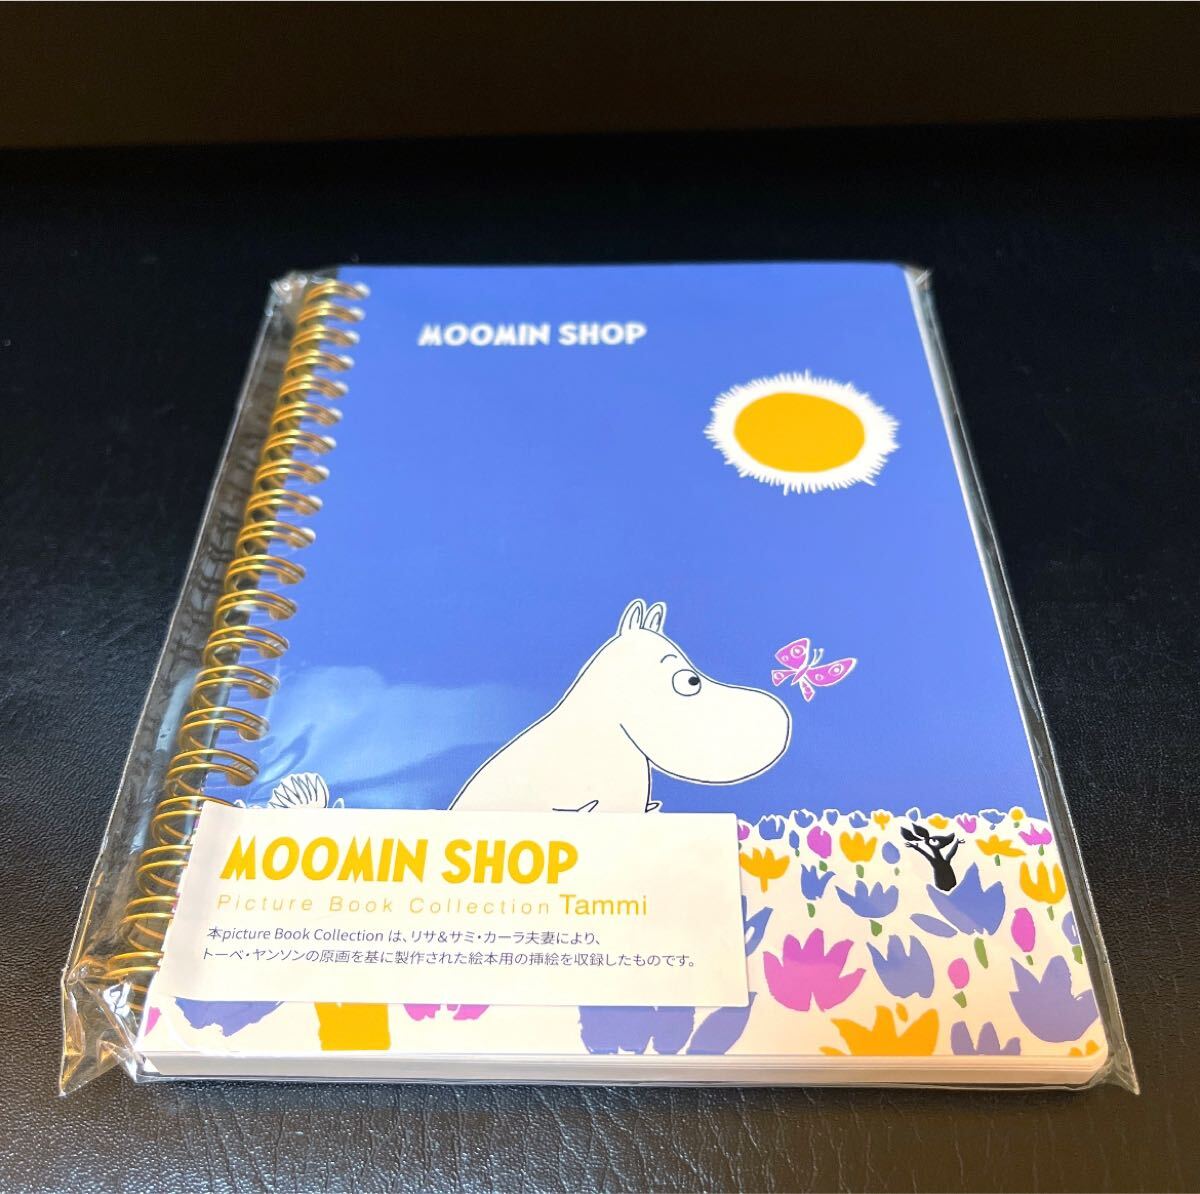 MOOMIN SHOP
MOOMIN SHOP
Picture Book Collection Tammi
本picture Book Collection は、リサ&サミ・カーラ夫妻により、
トーベ・ヤンソンの原画を基に製作された絵本用の挿絵を収録したものです。